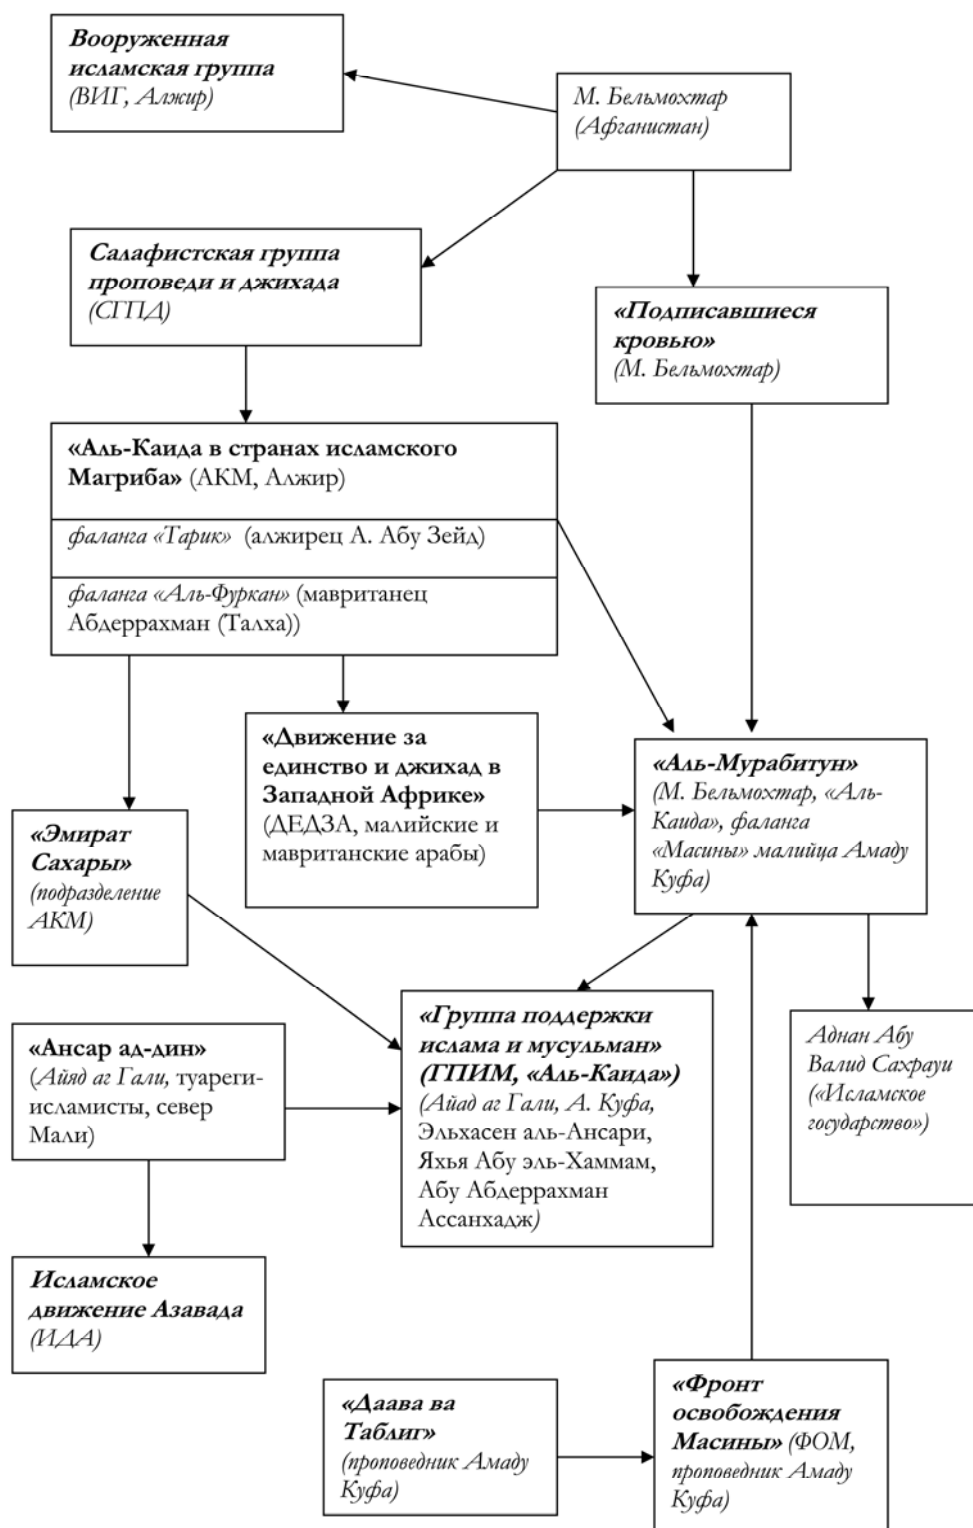 Вооруженная
исламская группа
(ВИГ, Алжир)
М. Бельмохтар
(Афганистан)
Салафистская группа
проповеди и джихада
(СГПД)
«Подписавшиеся
кровью»
(М. Бельмохтар)
«Аль-Каида в странах исламского
Магриба» (АКМ, Алжир)
фаланга «Тарик» (алжирец А. Абу Зейд)
фаланга «Аль-Фуркан» (мавританец
Абдеррахман (Талха))
«Движение за
единство и джихад в
Западной Африке»
(ДЕДЗА, малийские и
мавританские арабы)
«Аль-Мурабитун»
(М. Бельмохтар, «Аль-
Каида», фаланга
«Масины» малийца Амаду
Куфа)
«Эмират
Сахары»
(подразделение
АКМ)
«Группа поддержки
ислама и мусульман»
(ГПИМ, «Аль-Каида»)
(Айад аг Гали, А. Куфа,
Эльхасен аль-Ансари,
Яхья Абу эль-Хаммам,
Абу Абдеррахман
Ассанхадж)
Аднан Абу
Валид Сахрауи
(«Исламское
государство»)
«Ансар ад-дин»
(Айяд аг Гали, туареги-
исламисты, север
Мали)
Исламское
движение Азавада
(ИДА)
«Даава ва
Таблиг»
(проповедник Амаду
Куфа)
«Фронт
освобождения
Масины» (ФОМ,
проповедник Амаду
Куфа)